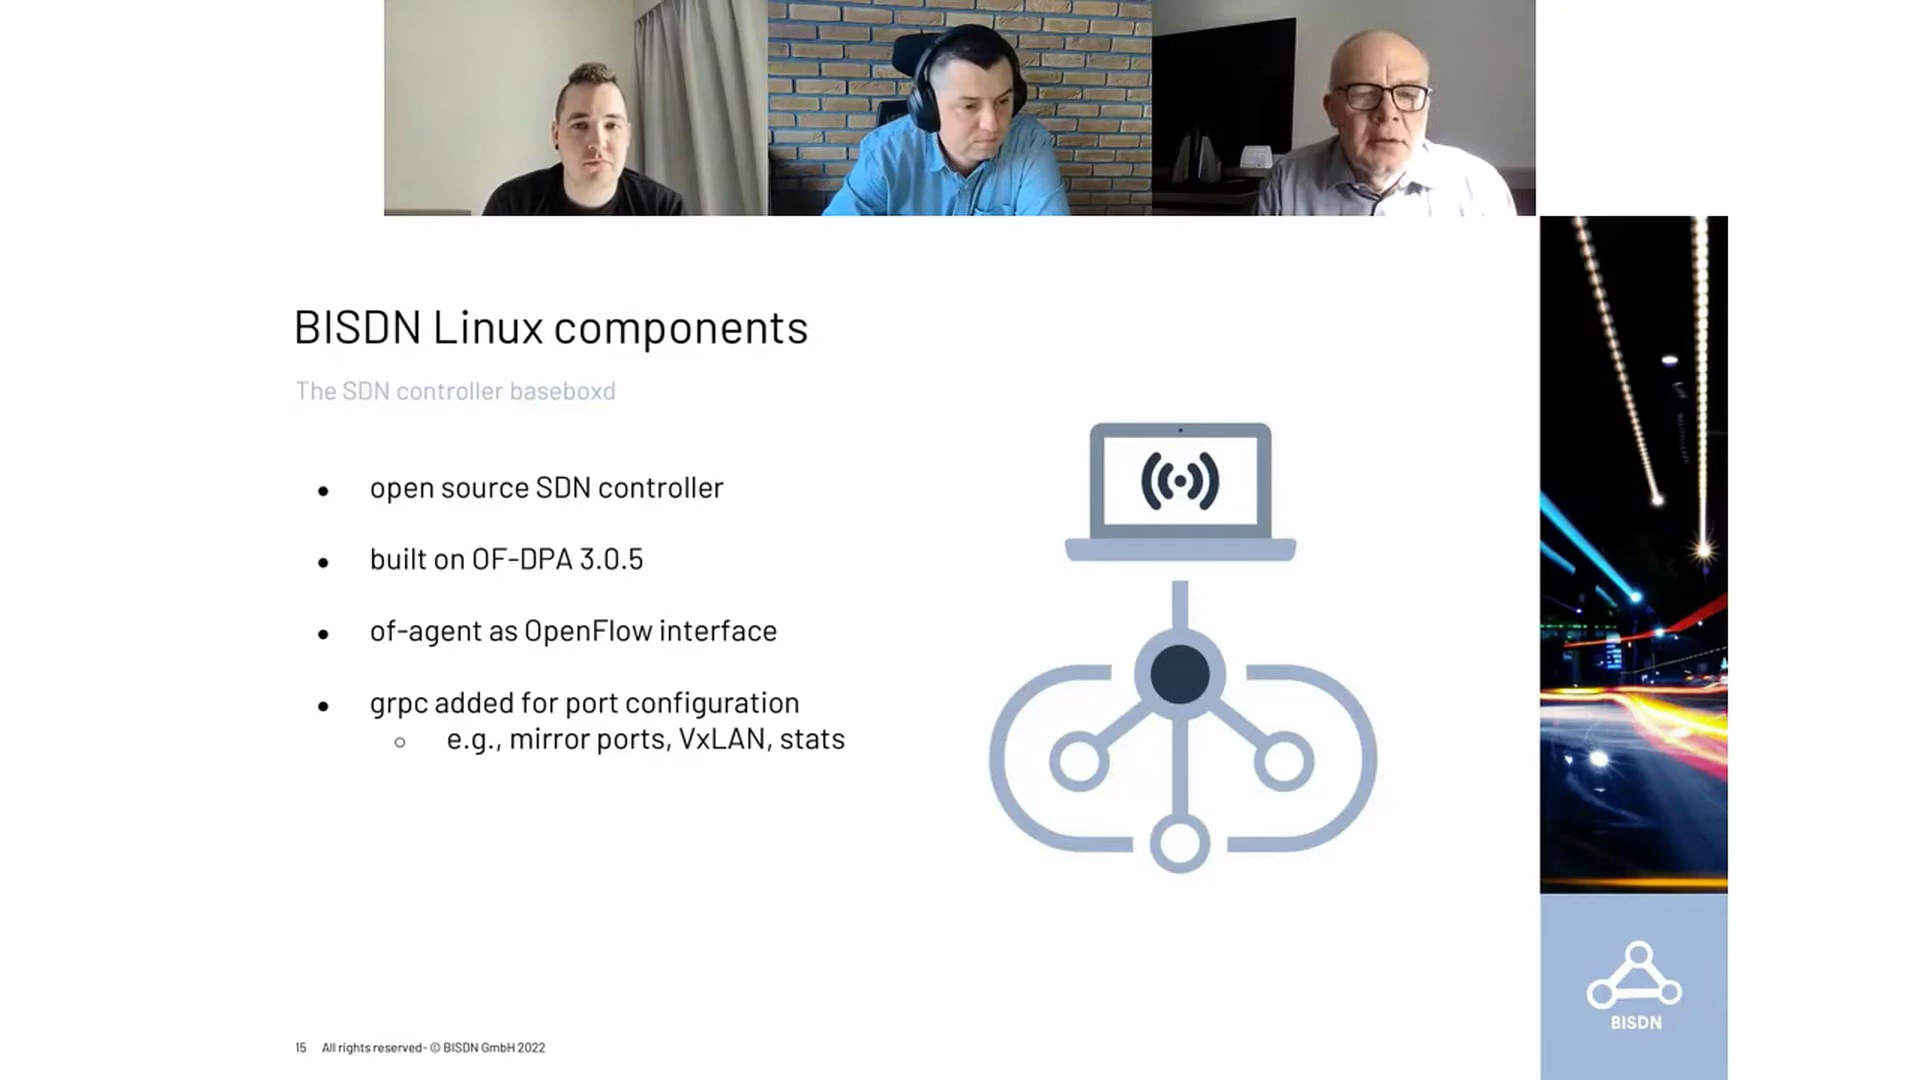 BISDN Linux components
The SDN controller baseboxd
• open source SDN controller
• built on OF-DPA 3.0.5
• of-agent as OpenFlow interface
• grpc added for port configuration
○ e.g., mirror ports, VxLAN, stats
BISDN
15 All rights reserved- © BISDN GmbH 2022